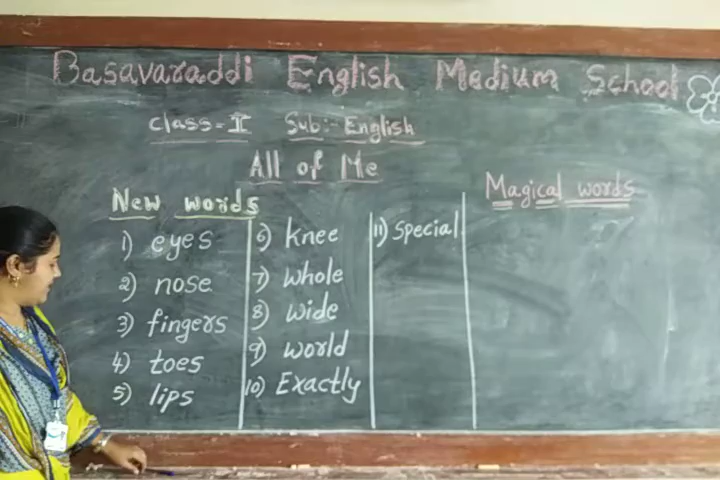 Basavaraddi English Medium School
Class = II Sub:- English
All of Me
New words
1) eyes
2) nose
3) fingers
4) toes
5) lips
6) knee
7) whole
8) wide
9) world
10) Exactly
11) Special
Magical words